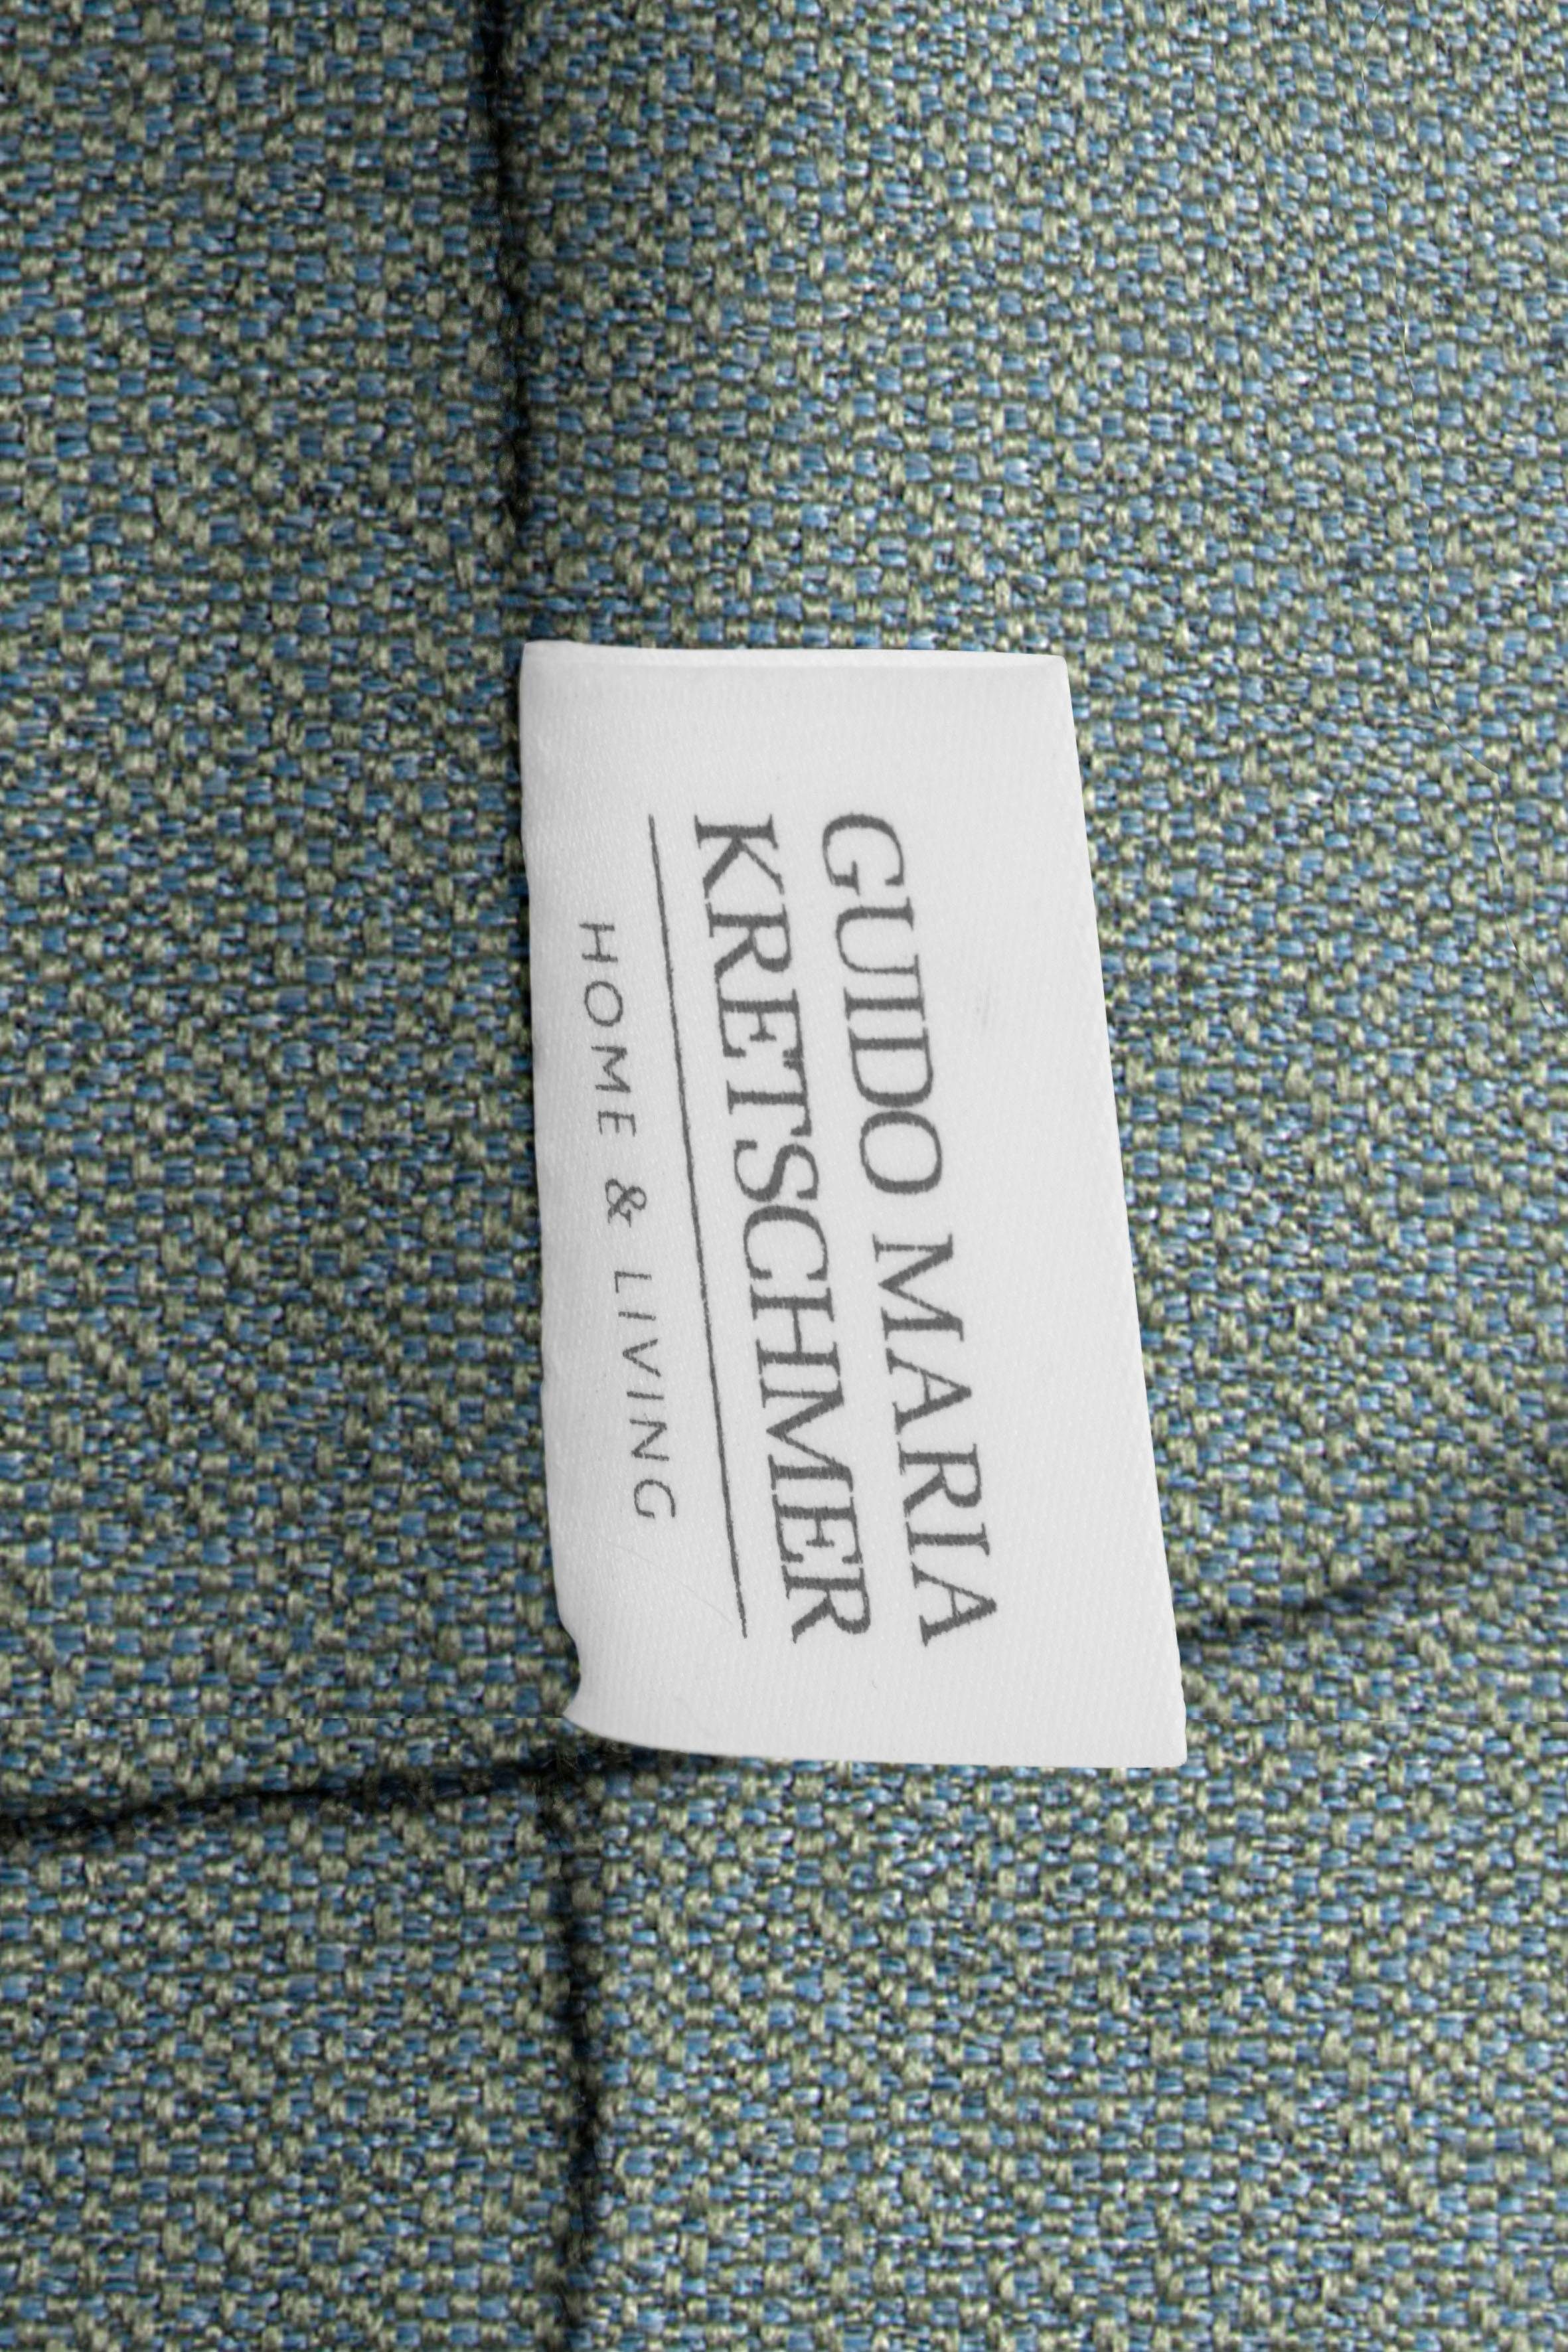 GUIDO MARIA
KRETSCHMER
HOME & LIVING